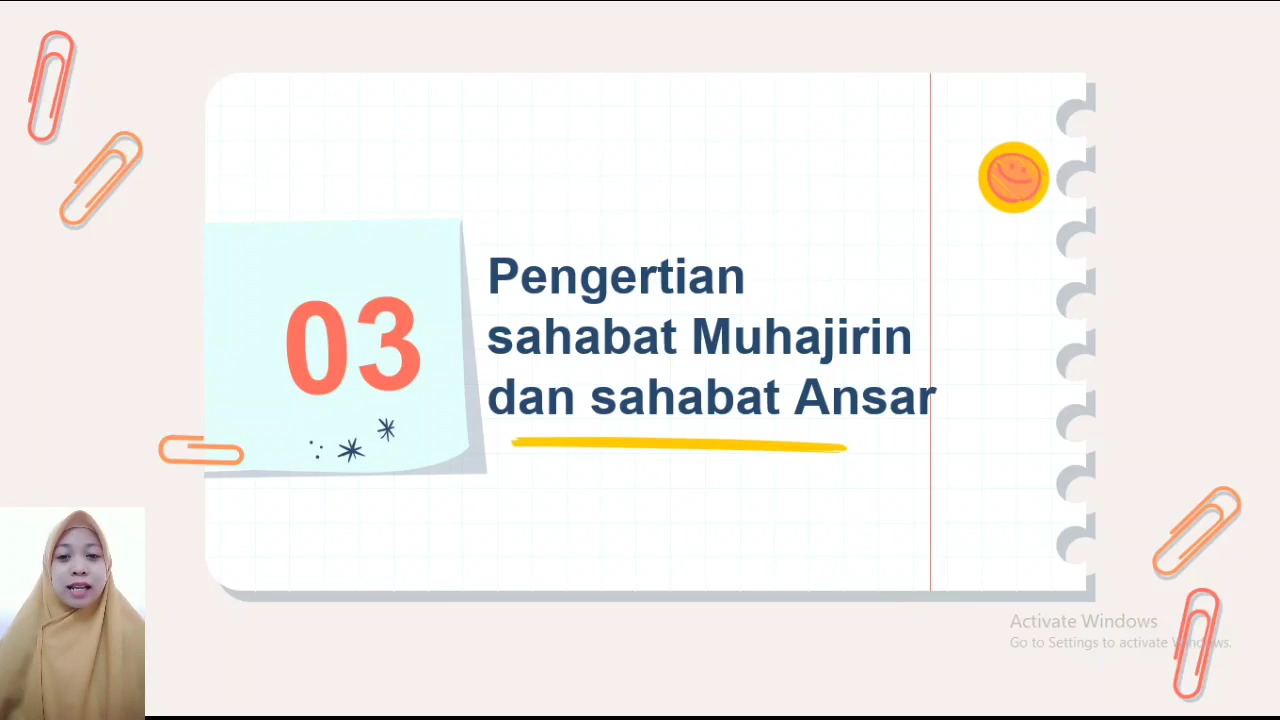 03
Pengertian
sahabat Muhajirin
dan sahabat Ansar
Activate Windows
Go to Settings to activate Windows.